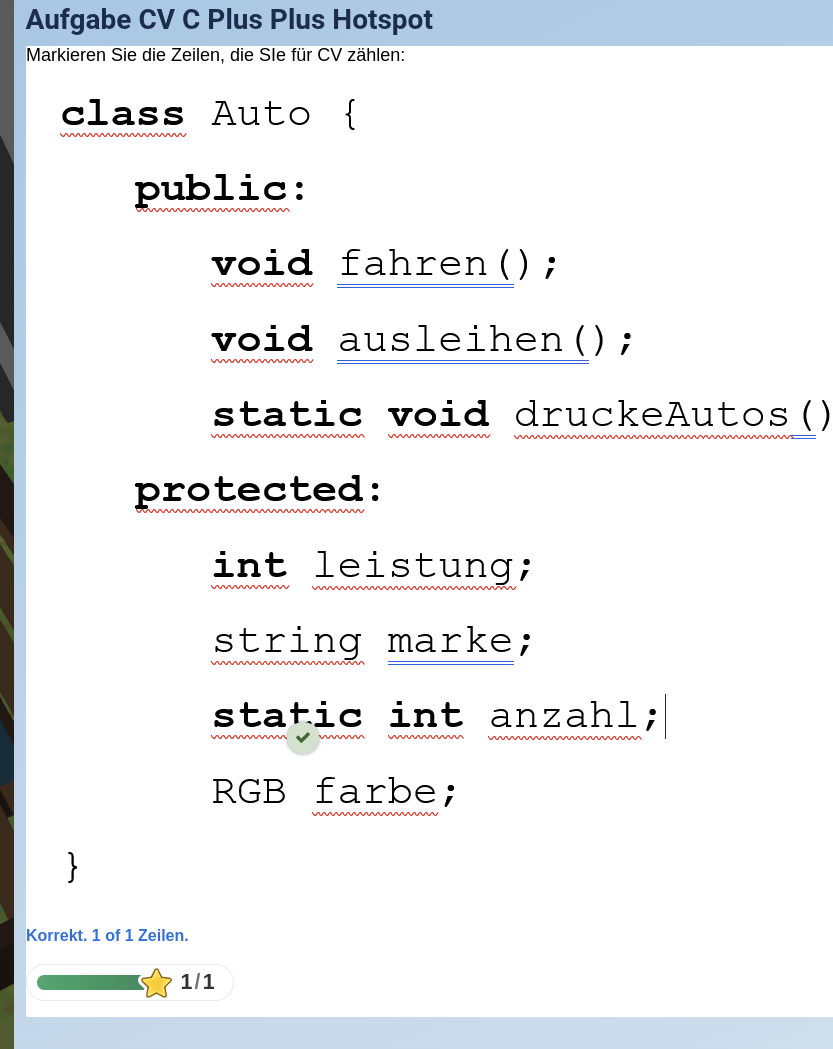 Aufgabe CV C Plus Plus Hotspot
Markieren Sie die Zeilen, die SIe für CV zählen:
class Auto {
public:
void fahren();
void ausleihen();
static void druckeAutos()
protected:
int leistung;
string marke;
static int anzahl;
RGB farbe;
}
Korrekt. 1 of 1 Zeilen.
1/1